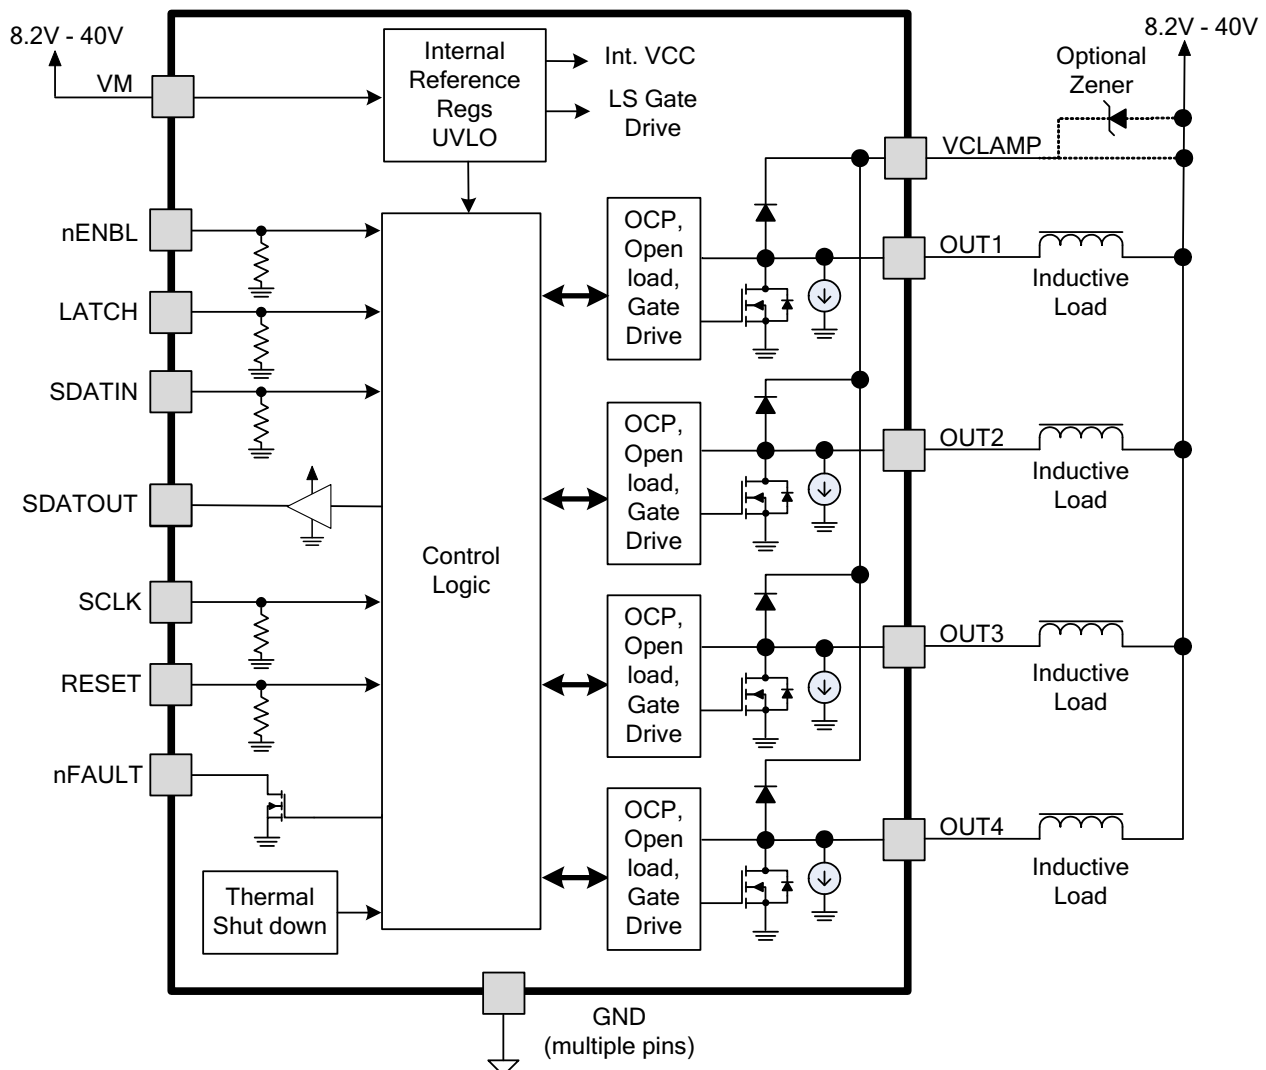 8.2V - 40V
VM
Internal
Reference
Regs
UVLO
Int. VCC
LS Gate
Drive
8.2V - 40V
Optional
Zener
VCLAMP
nENBL
LATCH
SDATIN
SDATOUT
SCLK
RESET
nFAULT
Thermal
Shut down
Control
Logic
OCP,
Open
load,
Gate
Drive
OUT1
Inductive
Load
OCP,
Open
load,
Gate
Drive
OUT2
Inductive
Load
OCP,
Open
load,
Gate
Drive
OUT3
Inductive
Load
OCP,
Open
load,
Gate
Drive
OUT4
Inductive
Load
GND
(multiple pins)